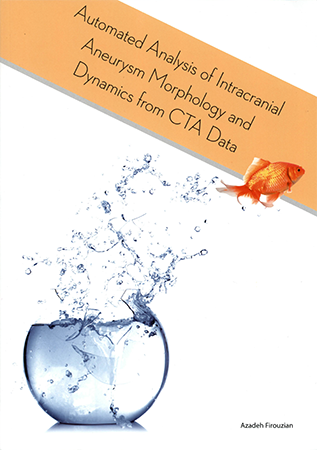 Automated Analysis of Intracranial
Aneurysm Morphology and
Dynamics from CTA Data
Azadeh Firouzian